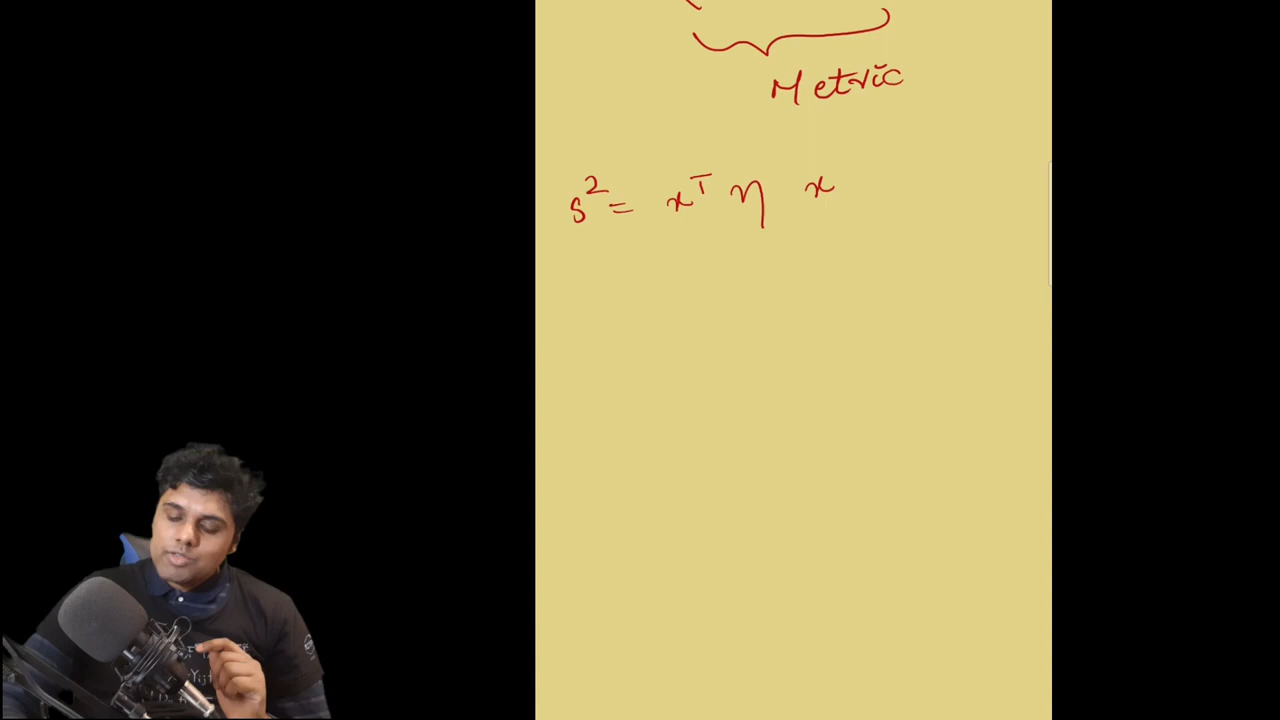 Metric
s² = xᵀ η x